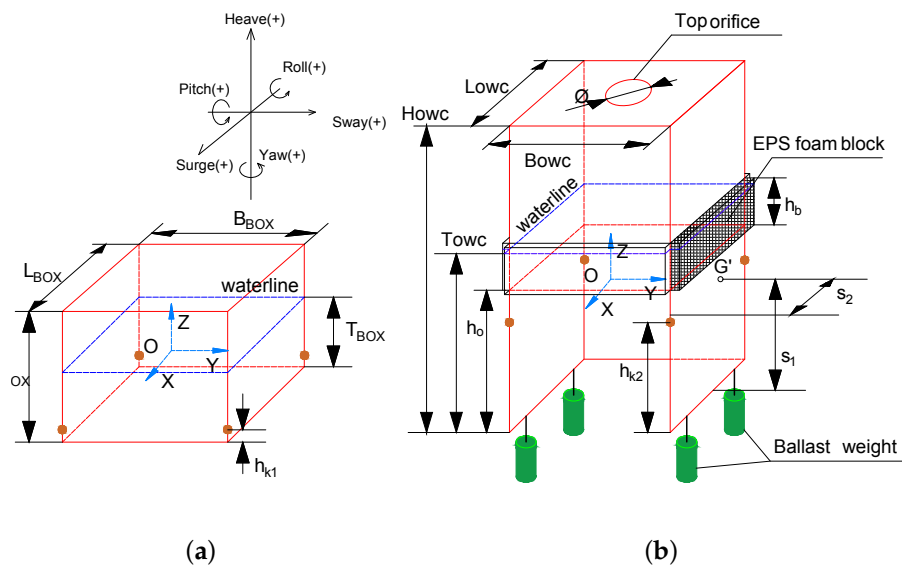 Heave(+)
Roll(+)
Pitch(+)
Sway(+)
Surge(+)
Yaw(+)
BBOX
LBOX
waterline
Z
TBOX
O
Y
X
OX
hk1
(a)
Top orifice
Lowc
Howc
Ø
Bowc
EPS foam block
waterline
hb
Towc
Z
O
G'
Y
X
s2
ho
hk2
s1
Ballast weight
(b)